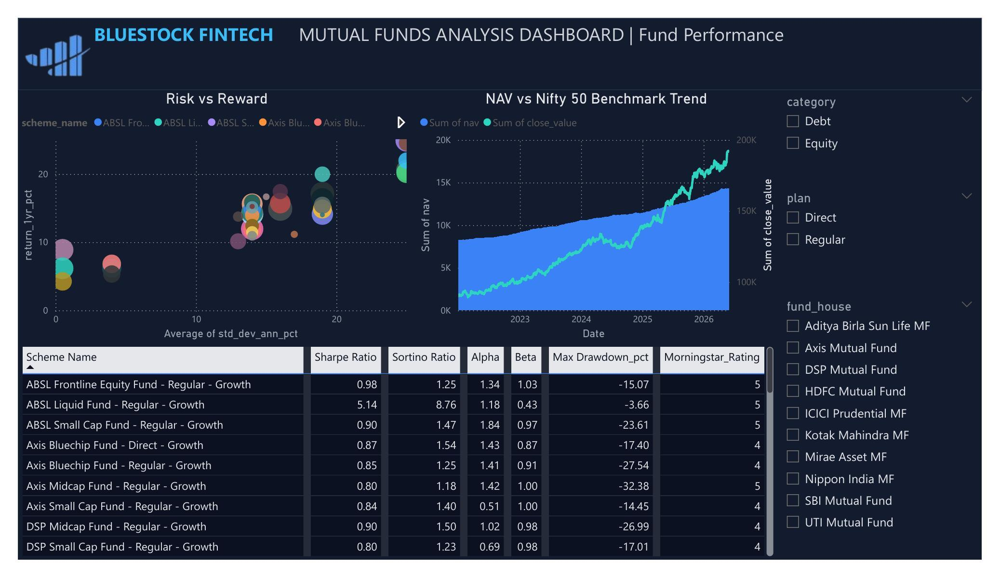 BLUESTOCK FINTECH MUTUAL FUNDS ANALYSIS DASHBOARD | Fund Performance
Risk vs Reward
scheme_name ABSL Fro... ABSL Li... ABSL S... Axis Blu... Axis Blu...
return_1yr_pct
20
10
0
0 10 20
Average of std_dev_ann_pct
NAV vs Nifty 50 Benchmark Trend
Sum of nav Sum of close_value
Sum of nav
20K
15K
10K
5K
0K
200K
150K
100K
Sum of close_value
2023 2024 2025 2026
Date
category
Debt
Equity
plan
Direct
Regular
fund_house
Aditya Birla Sun Life MF
Axis Mutual Fund
DSP Mutual Fund
HDFC Mutual Fund
ICICI Prudential MF
Kotak Mahindra MF
Mirae Asset MF
Nippon India MF
SBI Mutual Fund
UTI Mutual Fund
Scheme Name Sharpe Ratio Sortino Ratio Alpha Beta Max Drawdown_pct Morningstar_Rating
ABSL Frontline Equity Fund - Regular - Growth 0.98 1.25 1.34 1.03 -15.07 5
ABSL Liquid Fund - Regular - Growth 5.14 8.76 1.18 0.43 -3.66 5
ABSL Small Cap Fund - Regular - Growth 0.90 1.47 1.84 0.97 -23.61 5
Axis Bluechip Fund - Direct - Growth 0.87 1.54 1.43 0.87 -17.40 4
Axis Bluechip Fund - Regular - Growth 0.85 1.25 1.41 0.91 -27.54 4
Axis Midcap Fund - Regular - Growth 0.80 1.18 1.42 1.00 -32.38 5
Axis Small Cap Fund - Regular - Growth 0.84 1.40 0.51 1.00 -14.45 4
DSP Midcap Fund - Regular - Growth 0.90 1.50 1.02 0.98 -26.99 4
DSP Small Cap Fund - Regular - Growth 0.80 1.23 0.69 0.98 -17.01 4